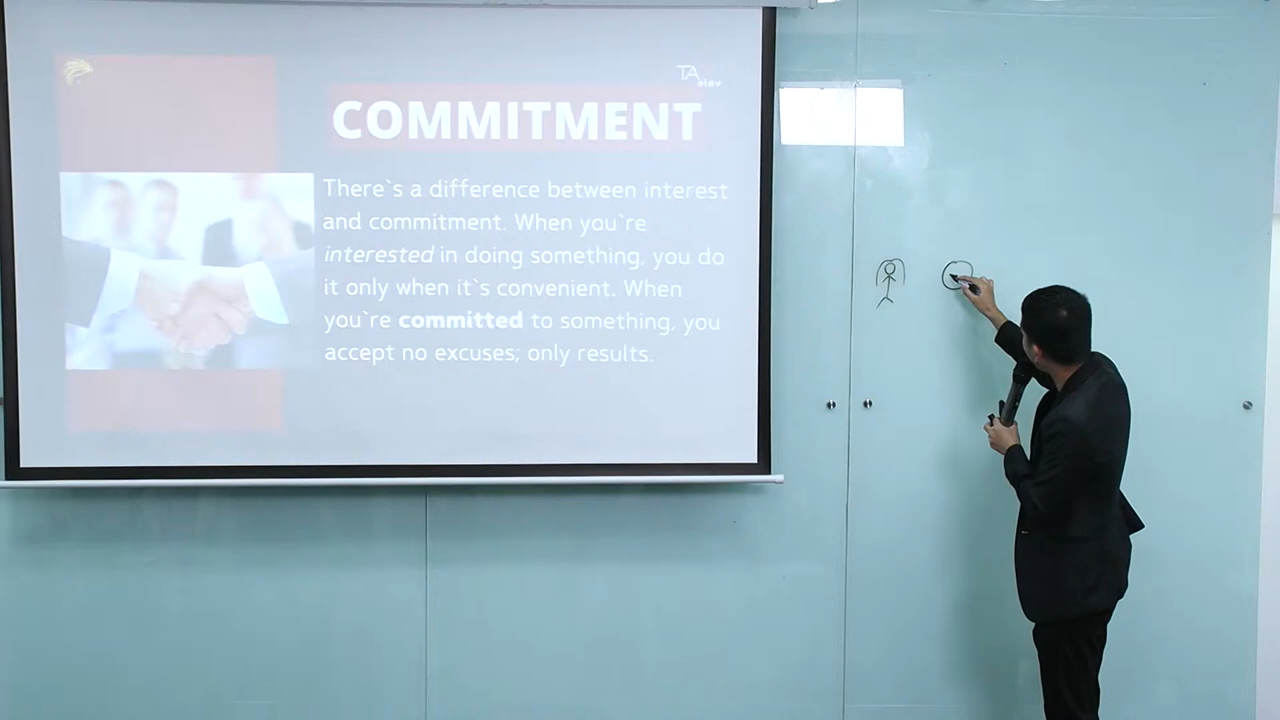 TA
COMMITMENT
There`s a difference between interest
and commitment. When you`re
interested in doing something, you do
it only when it`s convenient. When
you`re committed to something, you
accept no excuses; only results.